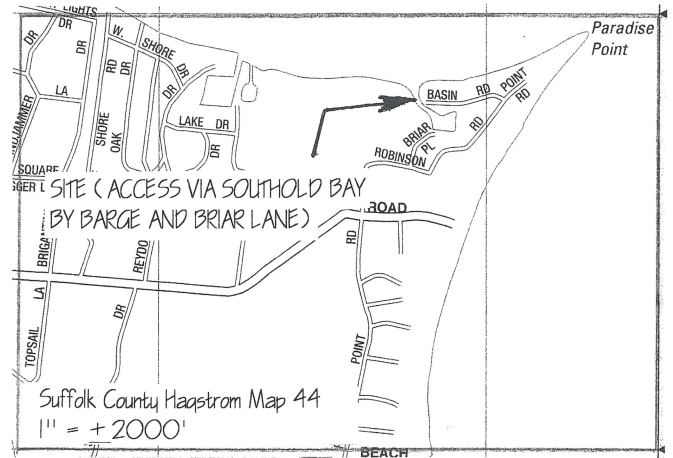 LIGHTS
DR
DR
DR
W. SHORE DR
RD
DR
DR
LA
SHORE
OAK
LAKE DR
DR
Paradise
Point
BASIN RD
POINT
RD
RD
BRIAR
PL
ROBINSON
SQUARE
SITE (ACCESS VIA SOUTHOLD BAY
BY BARGE AND BRIAR LANE)
ROAD
RD
REYDO
DR
LA
TOPSAIL
POINT
Suffolk County Hagstrom Map 44
1" = ± 2000'
BEACH